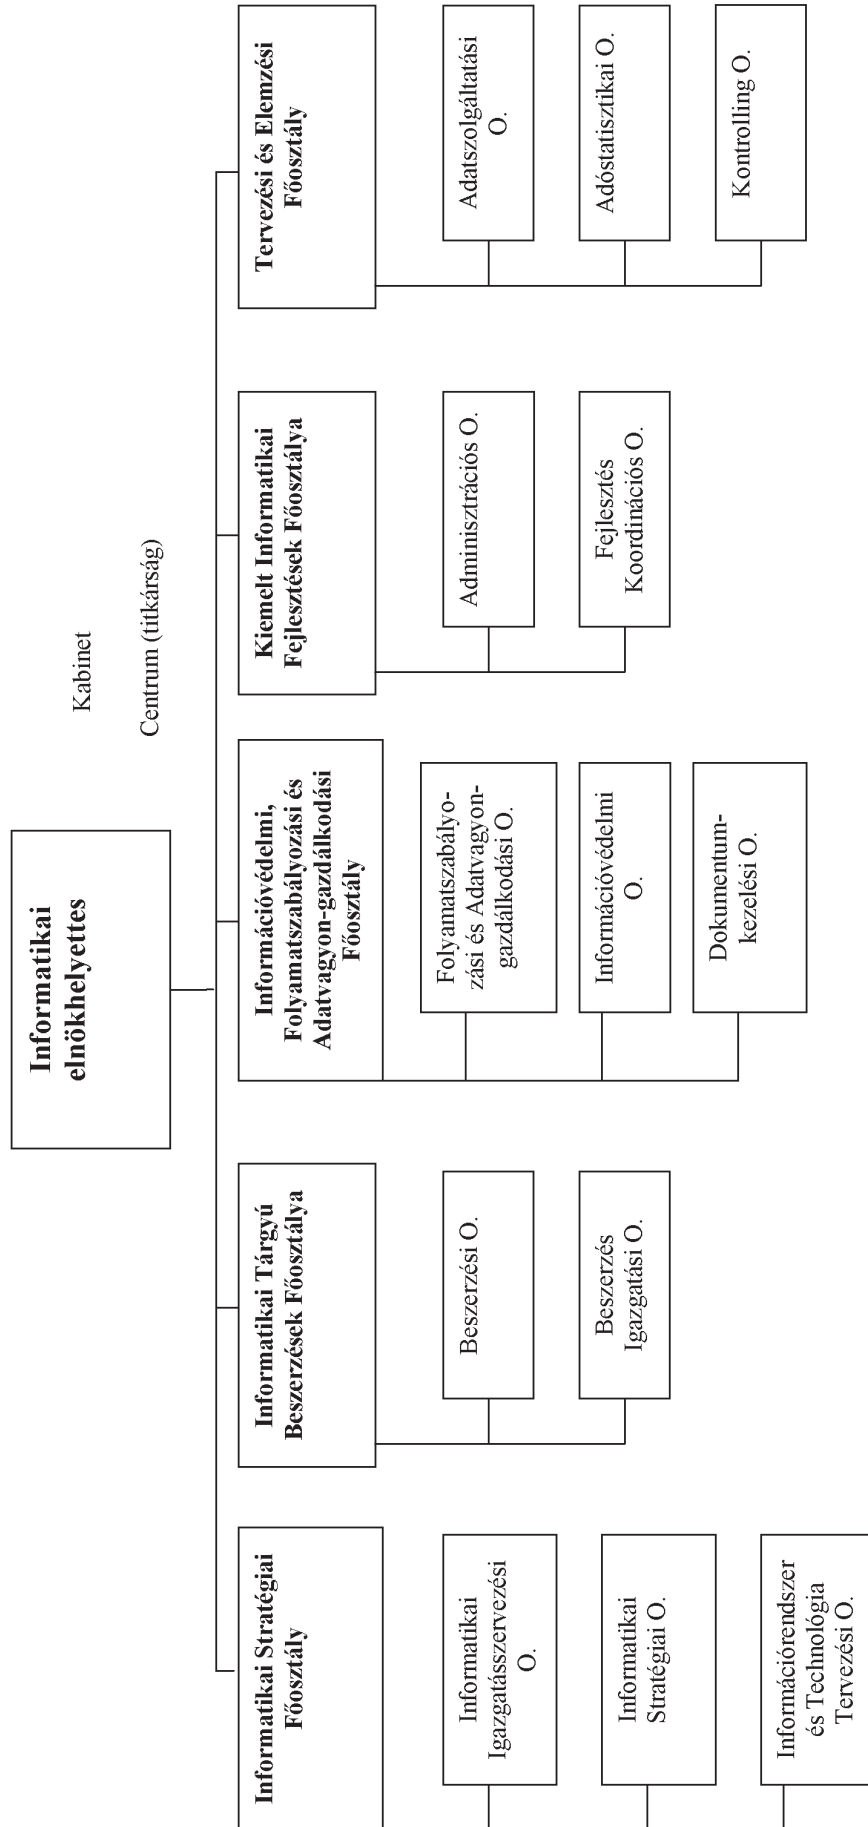 Informatikai
elnökhelyettes
Kabinet
Centrum (titkárság)
Informatikai Stratégiai
Főosztály
Informatikai
Igazgatásszervezési
O.
Informatikai
Stratégiai O.
Információrendszer
és Technológia
Tervezési O.
Informatikai Tárgyú
Beszerzések Főosztálya
Beszerzési O.
Beszerzés
Igazgatási O.
Információvédelmi,
Folyamatszabályozási és
Adatvagyon-gazdálkodási
Főosztály
Folyamatszabályo-
zási és Adatvagyon-
gazdálkodási O.
Információvédelmi
O.
Dokumentum-
kezelési O.
Kiemelt Informatikai
Fejlesztések Főosztálya
Adminisztrációs O.
Fejlesztés
Koordinációs O.
Tervezési és Elemzési
Főosztály
Adatszolgáltatási
O.
Adóstatisztikai O.
Kontrolling O.